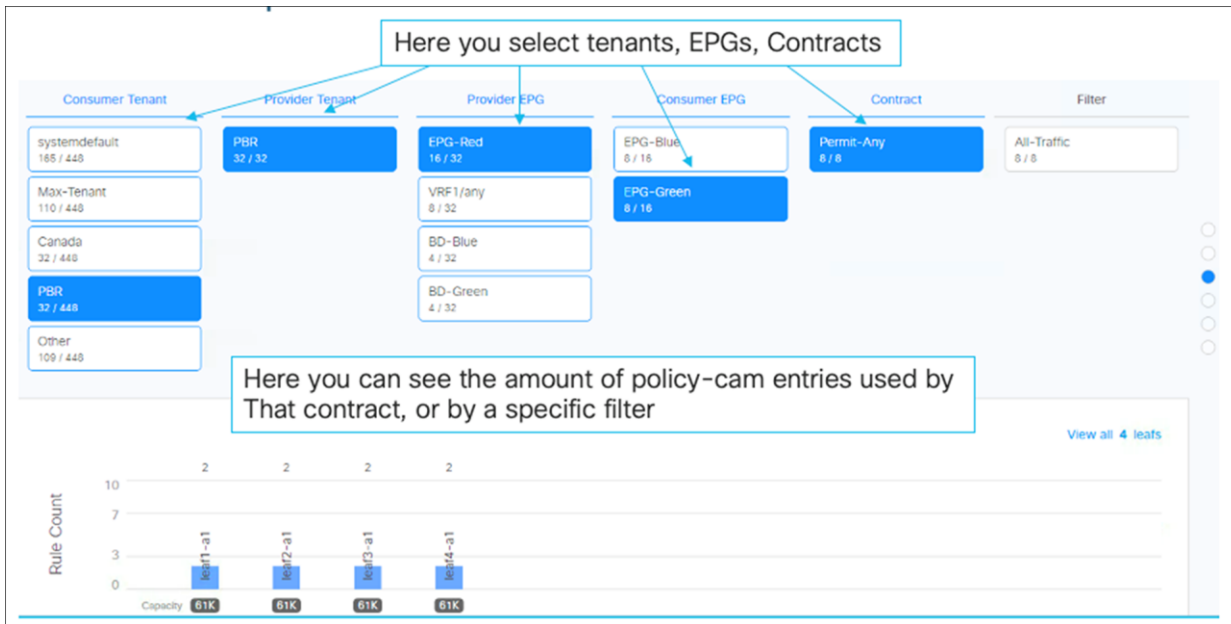 Here you select tenants, EPGs, Contracts
Consumer Tenant Provider Tenant Provider EPG Consumer EPG Contract Filter
systemdefault PBR EPG-Red EPG-Blue Permit-Any All-Traffic
165 / 448 32 / 32 16 / 32 8 / 16 8 / 8 8 / 8
Max-Tenant VRF1/any EPG-Green
110 / 448 8 / 32 8 / 16
Canada BD-Blue
32 / 448 4 / 32
PBR BD-Green
32 / 448 4 / 32
Other
109 / 448
Here you can see the amount of policy-cam entries used by
That contract, or by a specific filter
View all 4 leafs
2 2 2 2
Rule Count
10
7
3
0
leaf1-a1 leaf2-a1 leaf3-a1 leaf4-a1
Capacity 61K 61K 61K 61K